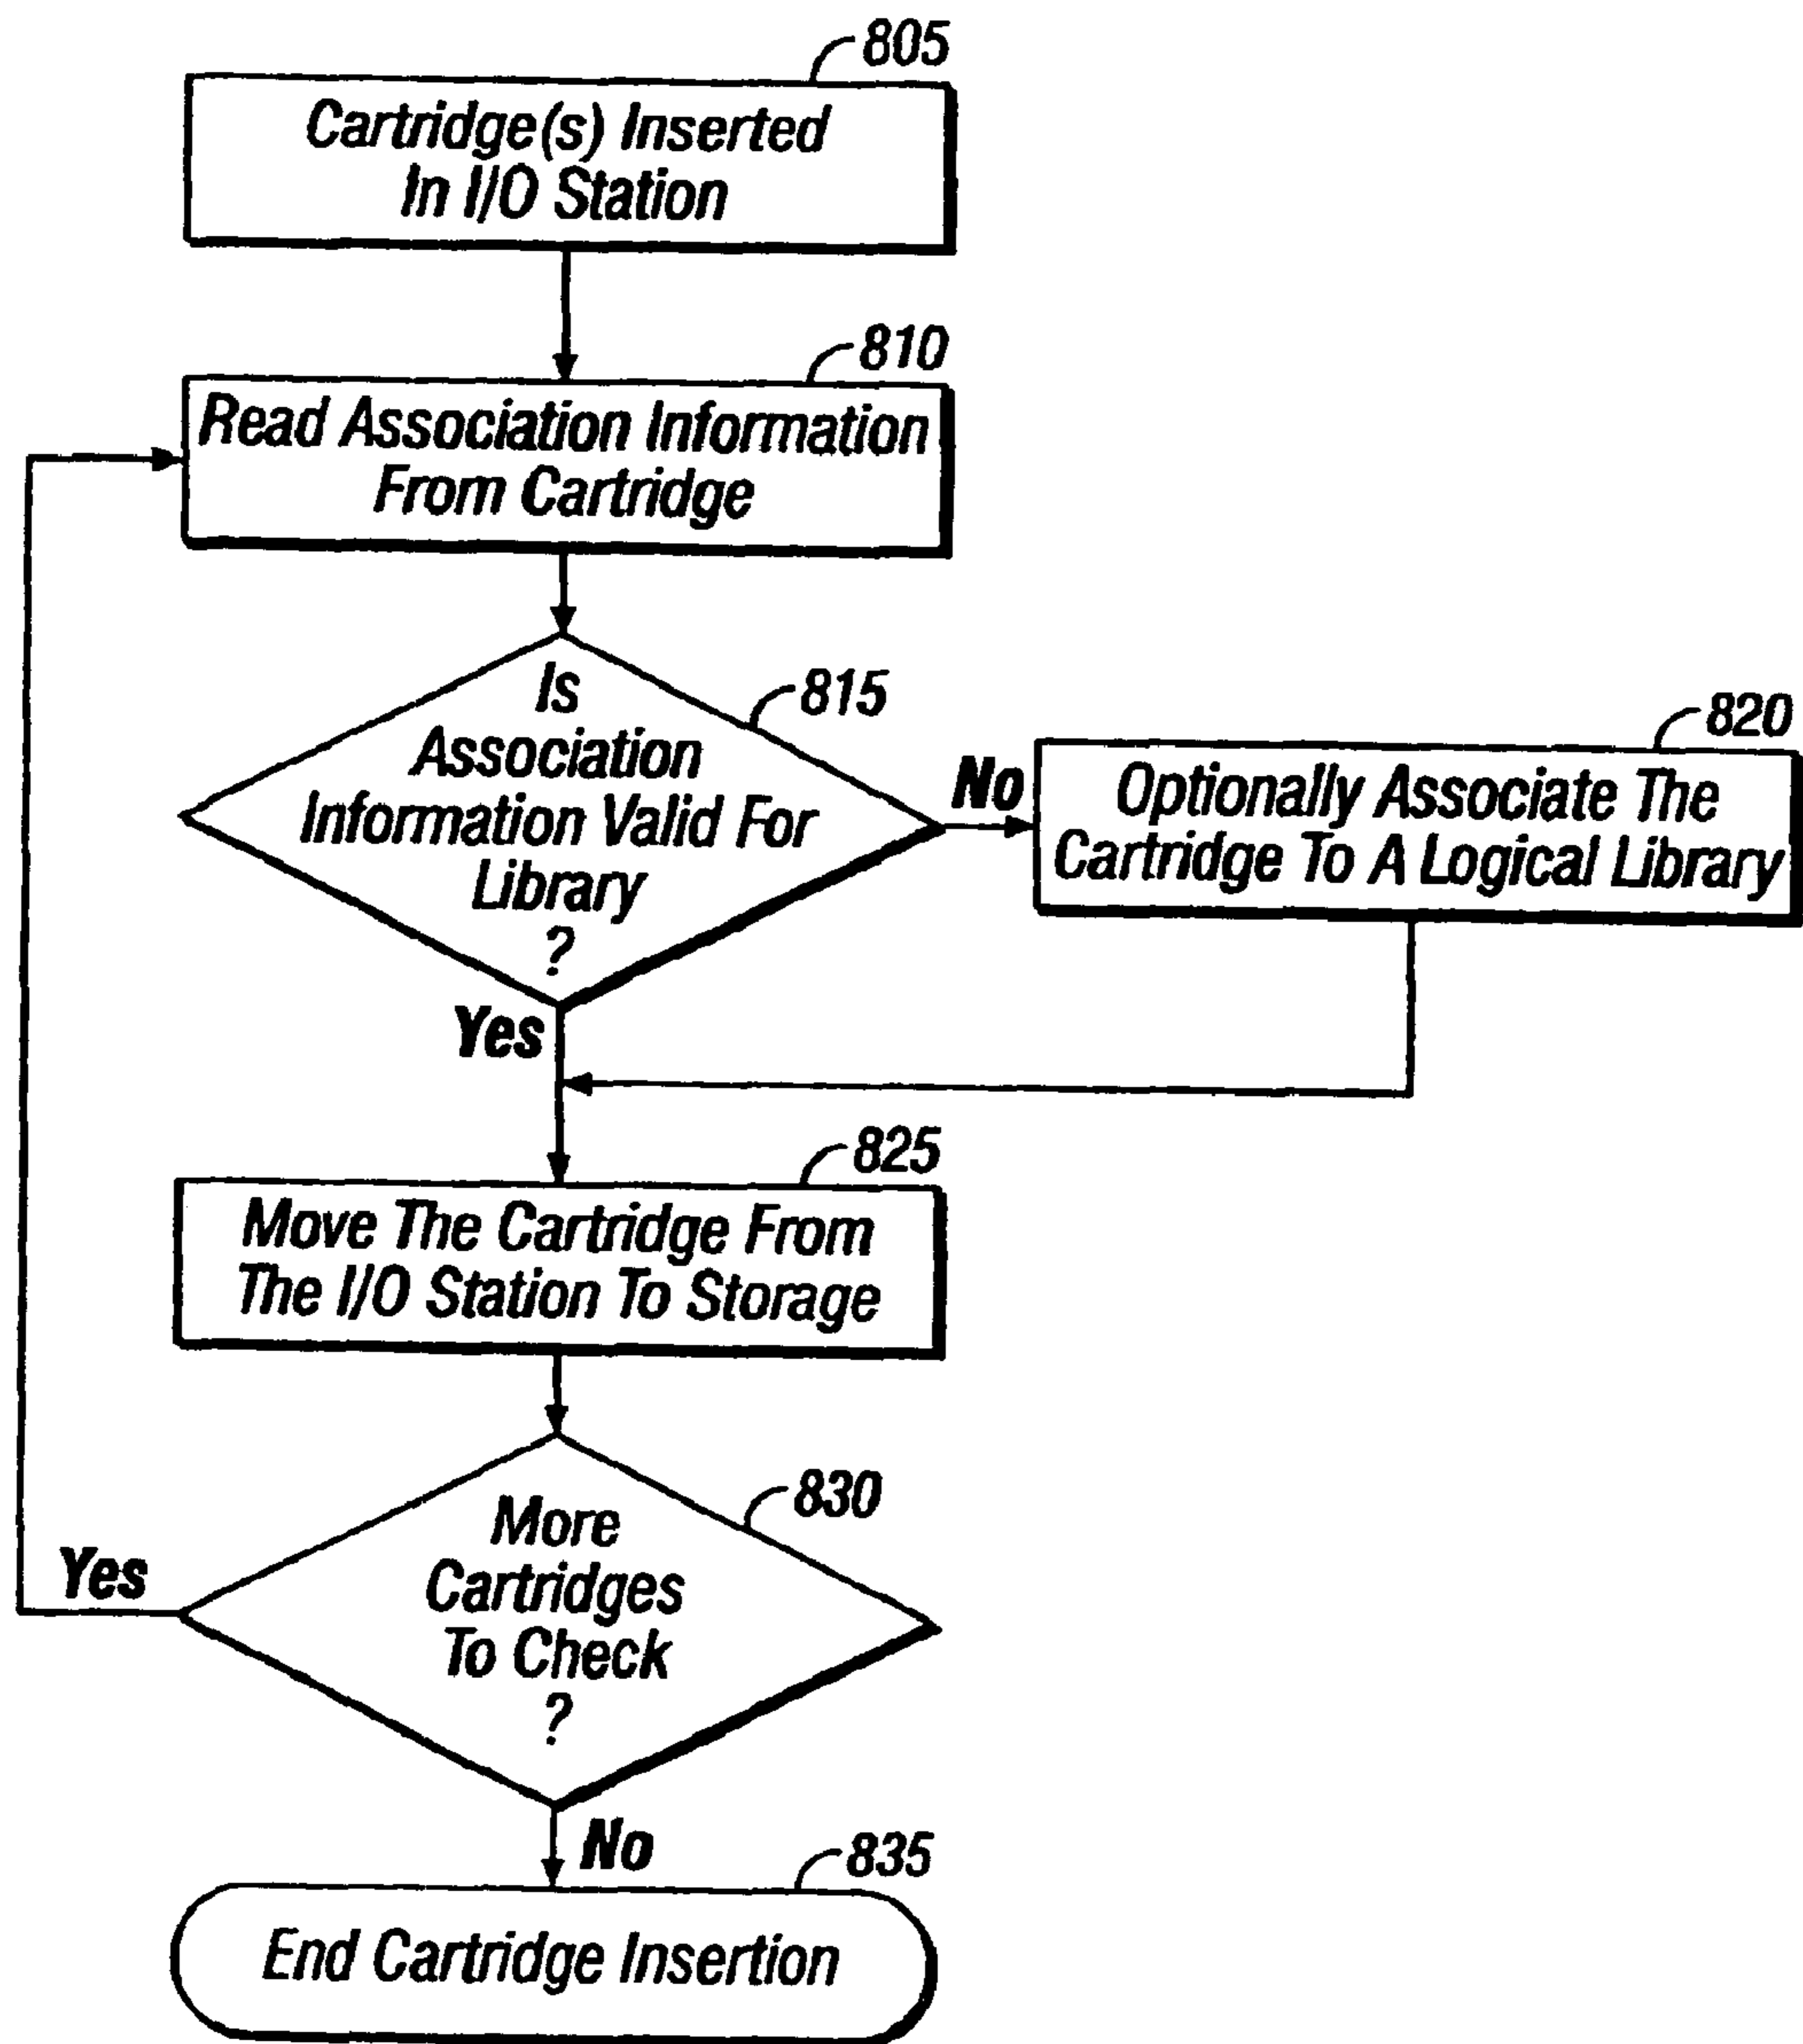 805
Cartridge(s) Inserted
In I/O Station
810
Read Association Information
From Cartridge
Is
Association
Information Valid For
Library
?
815
No
820
Optionally Associate The
Cartridge To A Logical Library
Yes
825
Move The Cartridge From
The I/O Station To Storage
830
More
Cartridges
To Check
?
Yes
No
835
End Cartridge Insertion